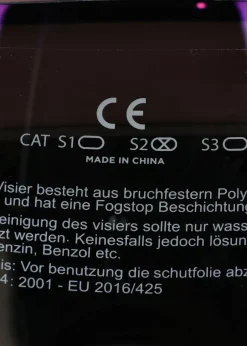 CE
CAT S1 S2 S3
MADE IN CHINA
Visier besteht aus bruchfestern Poly
und hat eine Fogstop Beschichtung
einigung des visiers sollte nur wass
zt werden. Keinesfalls jedoch lösun
enzin, Benzol etc.
is: Vor benutzung die schutfolie abz
4: 2001 - EU 2016/425